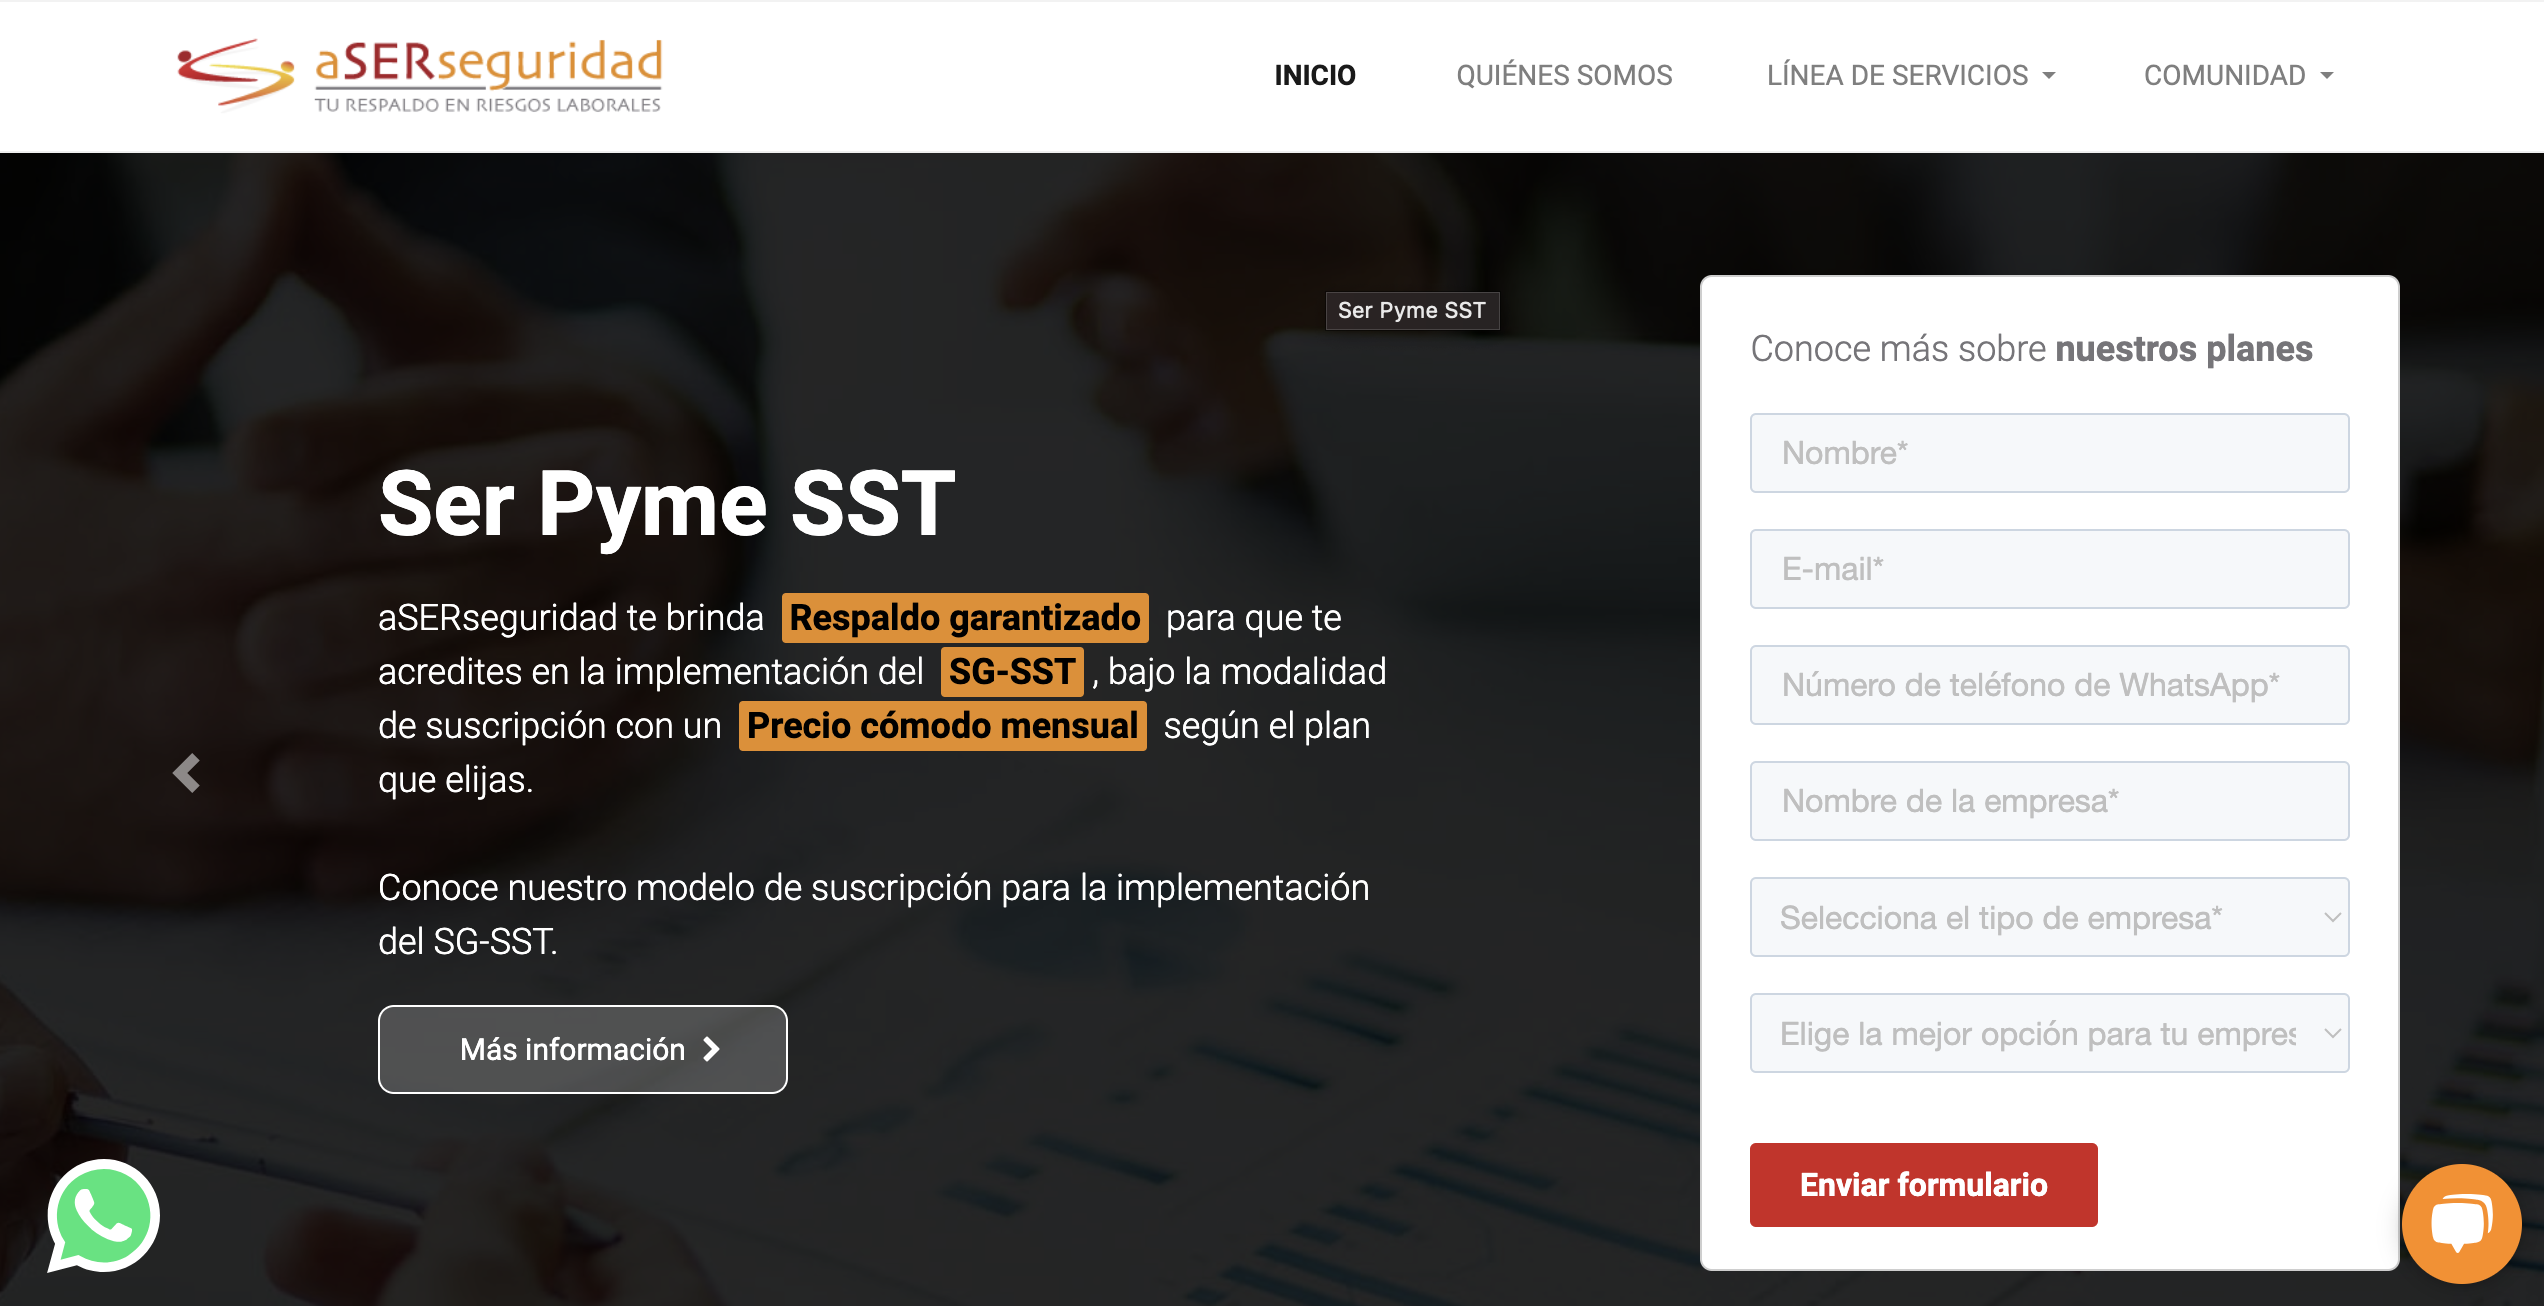 aSERseguridad
TU RESPALDO EN RIESGOS LABORALES
INICIO
QUIÉNES SOMOS
LÍNEA DE SERVICIOS
COMUNIDAD
Ser Pyme SST
Ser Pyme SST
aSERseguridad te brinda Respaldo garantizado para que te
acredites en la implementación del SG-SST , bajo la modalidad
de suscripción con un Precio cómodo mensual según el plan
que elijas.
Conoce nuestro modelo de suscripción para la implementación
del SG-SST.
Más información
Conoce más sobre nuestros planes
Nombre*
E-mail*
Número de teléfono de WhatsApp*
Nombre de la empresa*
Selecciona el tipo de empresa*
Elige la mejor opción para tu empres
Enviar formulario